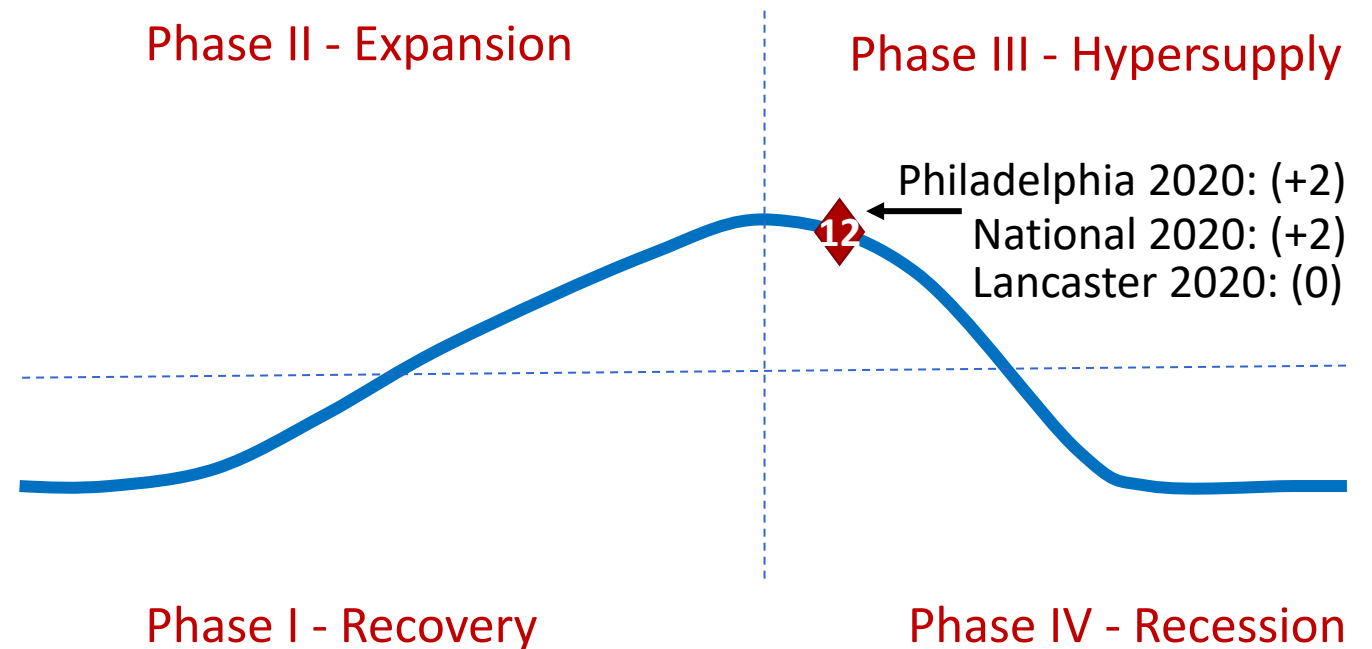 Phase II - Expansion
Phase III - Hypersupply
Philadelphia 2020: (+2)
12
National 2020: (+2)
Lancaster 2020: (0)
Phase I - Recovery
Phase IV - Recession